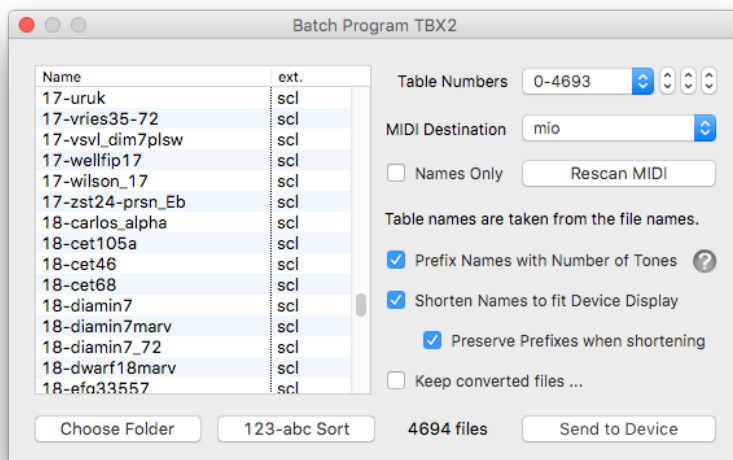 Batch Program TBX2
Name ext.
17-uruk scl
17-vries35-72 scl
17-vsvl_dim7plsw scl
17-wellfip17 scl
17-wilson_17 scl
17-zst24-prsn_Eb scl
18-carlos_alpha scl
18-cet105a scl
18-cet46 scl
18-cet68 scl
18-diamin7 scl
18-diamin7marv scl
18-diamin7_72 scl
18-dwarf18marv scl
18-efg33557 scl
Table Numbers 0-4693
MIDI Destination mio
Names Only Rescan MIDI
Table names are taken from the file names.
Prefix Names with Number of Tones ?
Shorten Names to fit Device Display
Preserve Prefixes when shortening
Keep converted files ...
Choose Folder 123-abc Sort 4694 files Send to Device